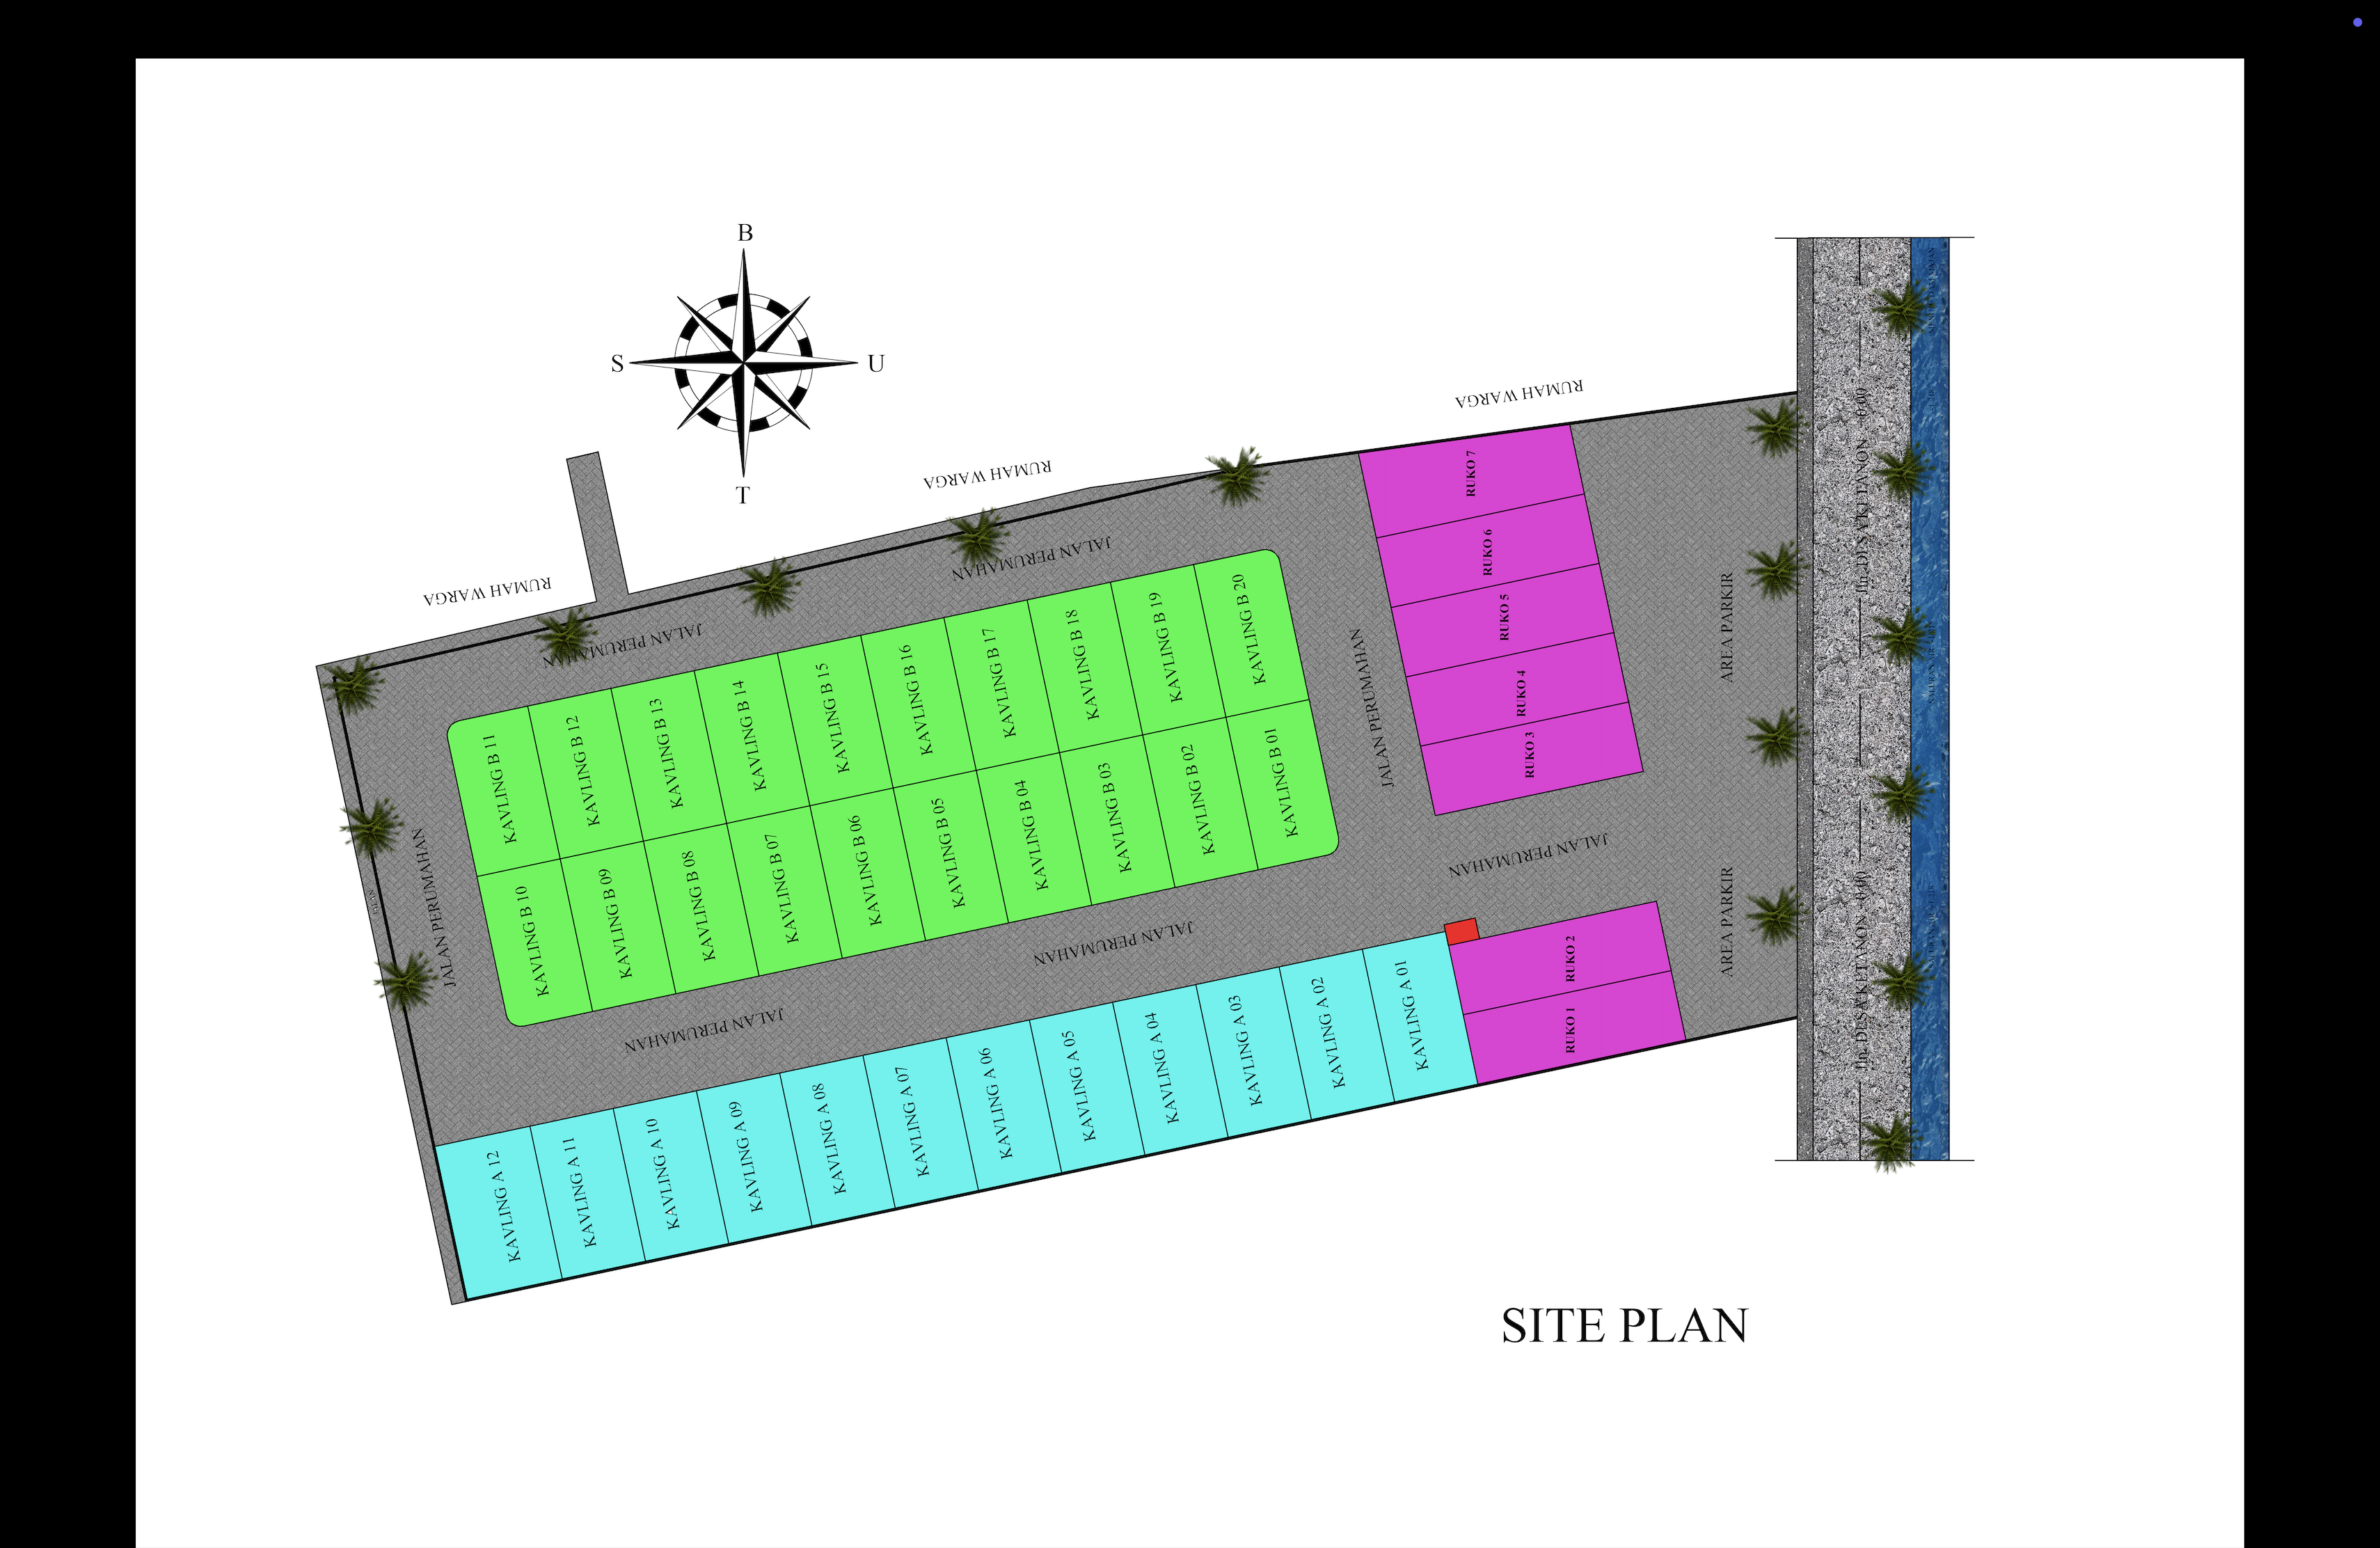 B
S
U
T
RUMAH WARGA
RUMAH WARGA
RUMAH WARGA
JALAN PERUMAHAN
JALAN PERUMAHAN
JALAN PERUMAHAN
JALAN PERUMAHAN
JALAN PERUMAHAN
JALAN PERUMAHAN
JALAN PERUMAHAN
KAVLING B 11
KAVLING B 12
KAVLING B 13
KAVLING B 14
KAVLING B 15
KAVLING B 16
KAVLING B 17
KAVLING B 18
KAVLING B 19
KAVLING B 20
KAVLING B 10
KAVLING B 09
KAVLING B 08
KAVLING B 07
KAVLING B 06
KAVLING B 05
KAVLING B 04
KAVLING B 03
KAVLING B 02
KAVLING B 01
KAVLING A 12
KAVLING A 11
KAVLING A 10
KAVLING A 09
KAVLING A 08
KAVLING A 07
KAVLING A 06
KAVLING A 05
KAVLING A 04
KAVLING A 03
KAVLING A 02
KAVLING A 01
RUKO 7
RUKO 6
RUKO 5
RUKO 4
RUKO 3
RUKO 2
RUKO 1
AREA PARKIR
AREA PARKIR
Jln. DESA KETANON
Jln. DESA KETANON
SITE PLAN